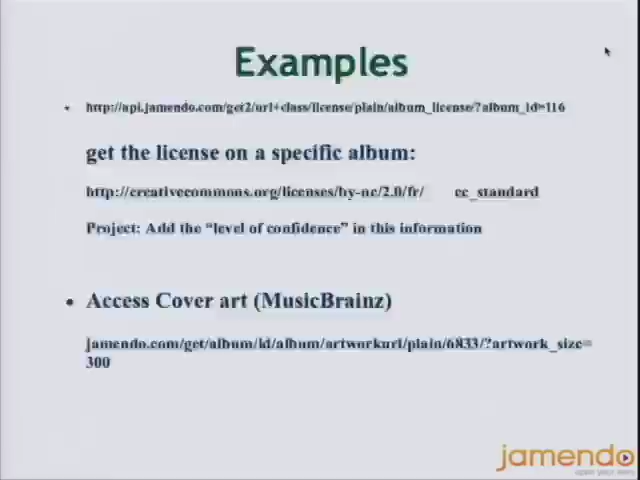 Examples
• http://api.jamendo.com/get2/url+class/license/plain/album_license/?album_id=116
get the license on a specific album:
http://creativecommons.org/licenses/by-nc/2.0/fr/ cc_standard
Project: Add the “level of confidence” in this information
• Access Cover art (MusicBrainz)
jamendo.com/get/album/id/album/artworkurl/plain/6833/?artwork_size=
300
jamendo
open your ears